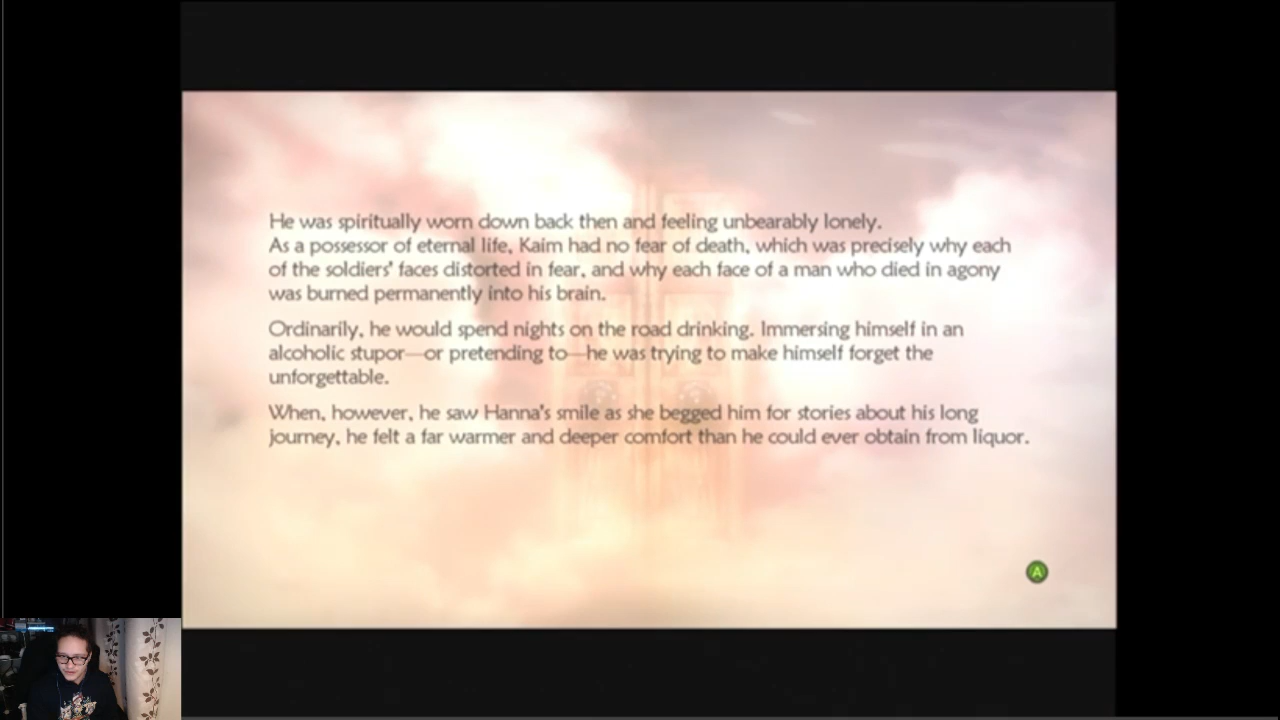 He was spiritually worn down back then and feeling unbearably lonely.
As a possessor of eternal life, Kaim had no fear of death, which was precisely why each
of the soldiers' faces distorted in fear, and why each face of a man who died in agony
was burned permanently into his brain.
Ordinarily, he would spend nights on the road drinking. Immersing himself in an
alcoholic stupor—or pretending to—he was trying to make himself forget the
unforgettable.
When, however, he saw Hanna's smile as she begged him for stories about his long
journey, he felt a far warmer and deeper comfort than he could ever obtain from liquor.
A